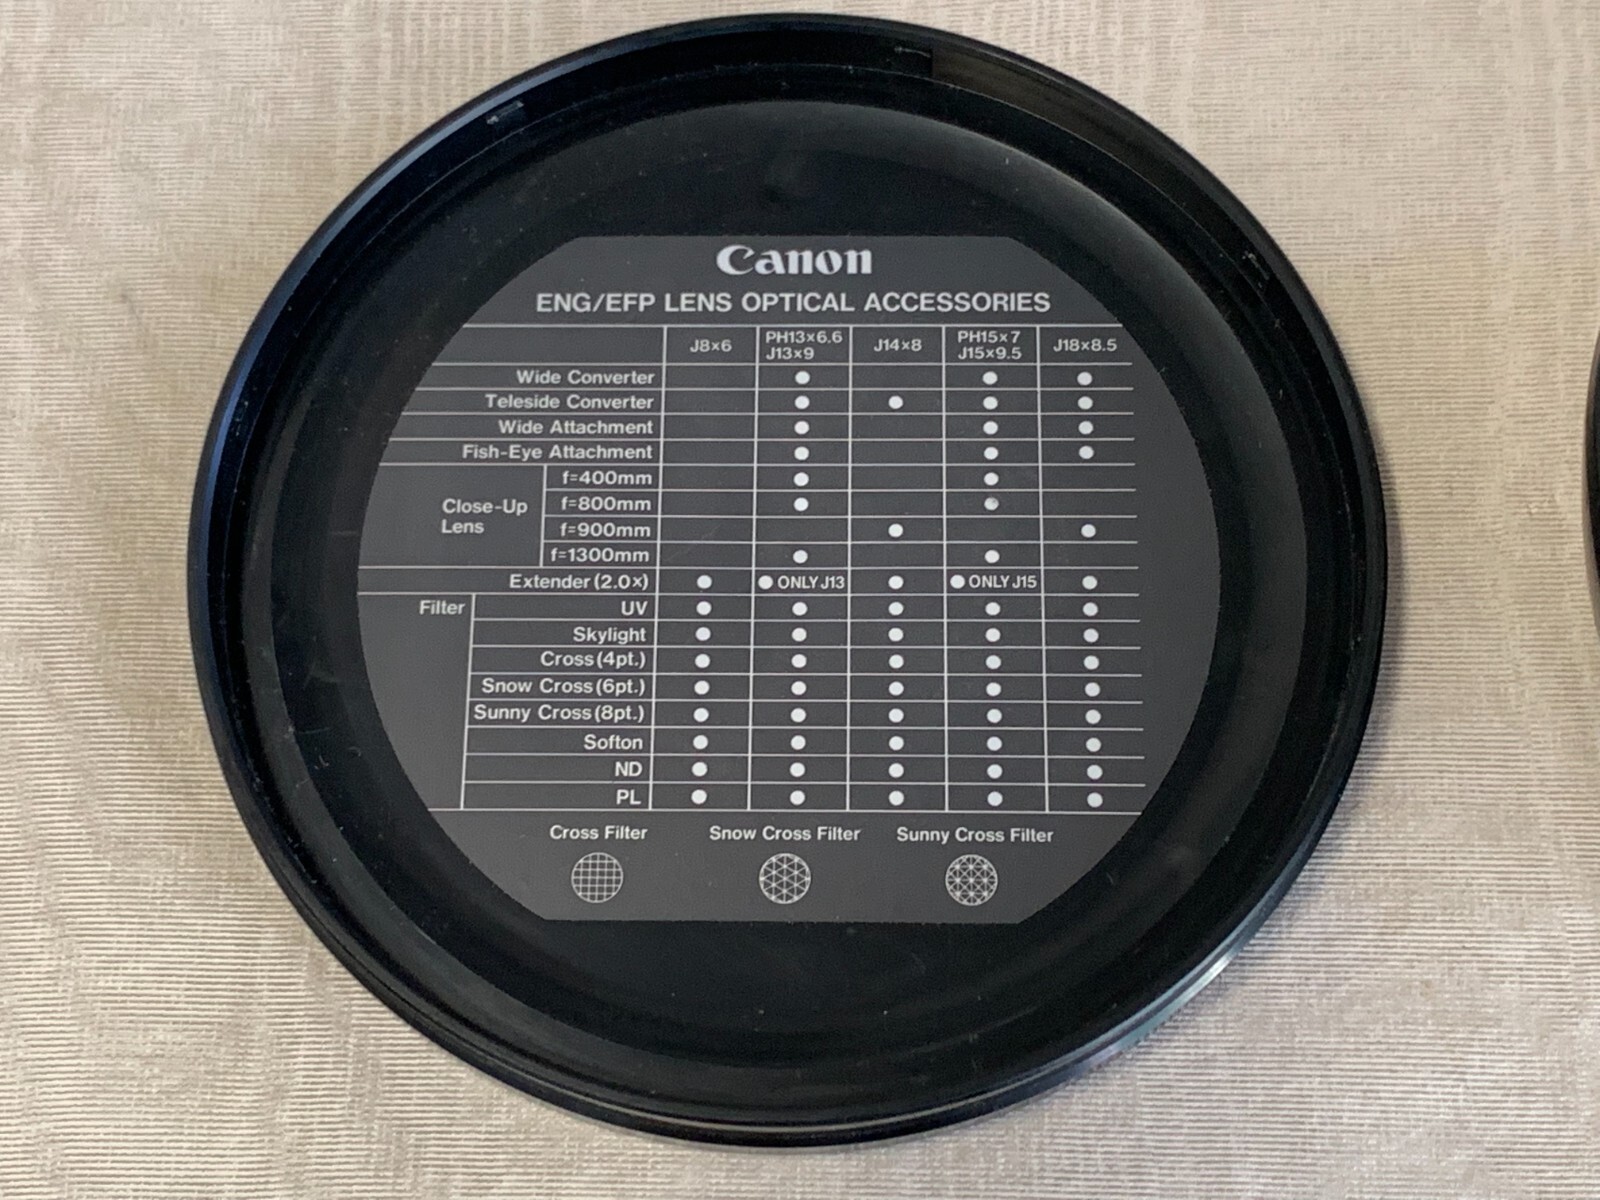 Canon
ENG/EFP LENS OPTICAL ACCESSORIES
J8×6 PH13×6.6 J13×9 J14×8 PH15×7 J15×9.5 J18×8.5
Wide Converter ● ● ●
Teleside Converter ● ● ● ●
Wide Attachment ● ● ●
Fish-Eye Attachment ● ● ●
Close-Up Lens
f=400mm ● ●
f=800mm ● ●
f=900mm ● ●
f=1300mm ● ●
Extender (2.0×) ● ● ONLY J13 ● ● ONLY J15 ●
Filter
UV ● ● ● ● ●
Skylight ● ● ● ● ●
Cross (4pt.) ● ● ● ● ●
Snow Cross (6pt.) ● ● ● ● ●
Sunny Cross (8pt.) ● ● ● ● ●
Softon ● ● ● ● ●
ND ● ● ● ● ●
PL ● ● ● ● ●
Cross Filter Snow Cross Filter Sunny Cross Filter